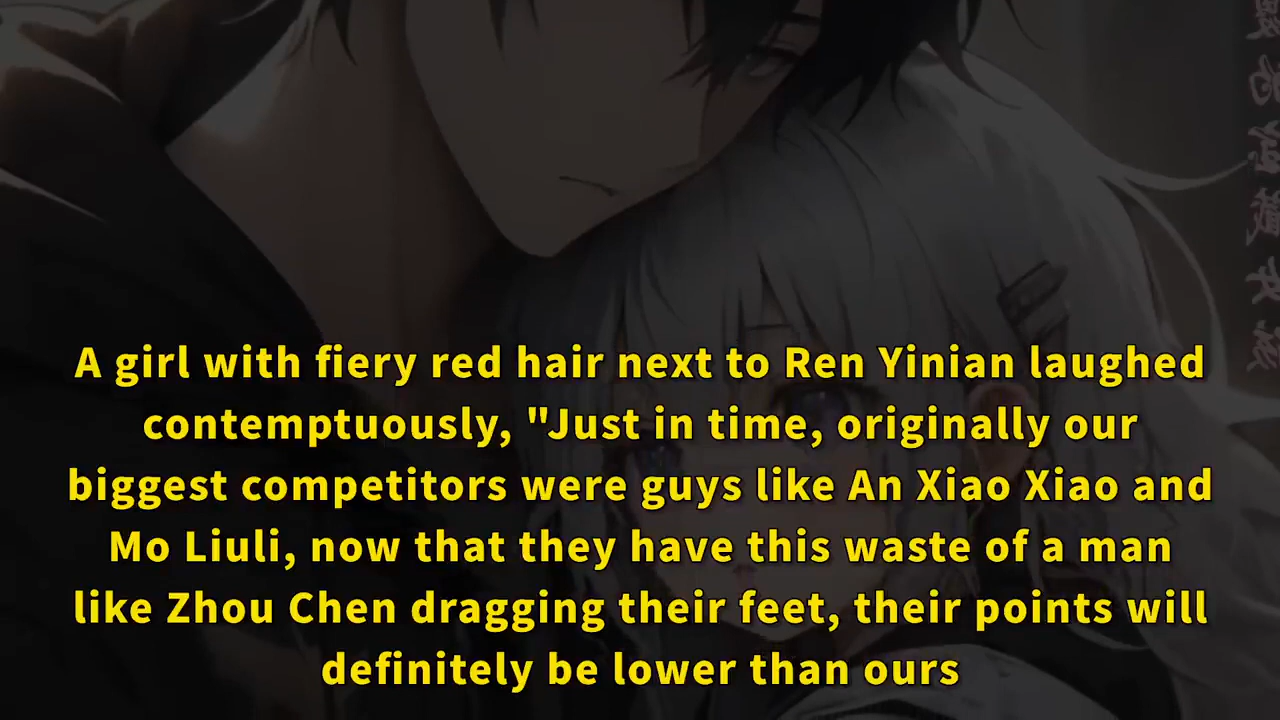 A girl with fiery red hair next to Ren Yinian laughed
contemptuously, "Just in time, originally our
biggest competitors were guys like An Xiao Xiao and
Mo Liuli, now that they have this waste of a man
like Zhou Chen dragging their feet, their points will
definitely be lower than ours